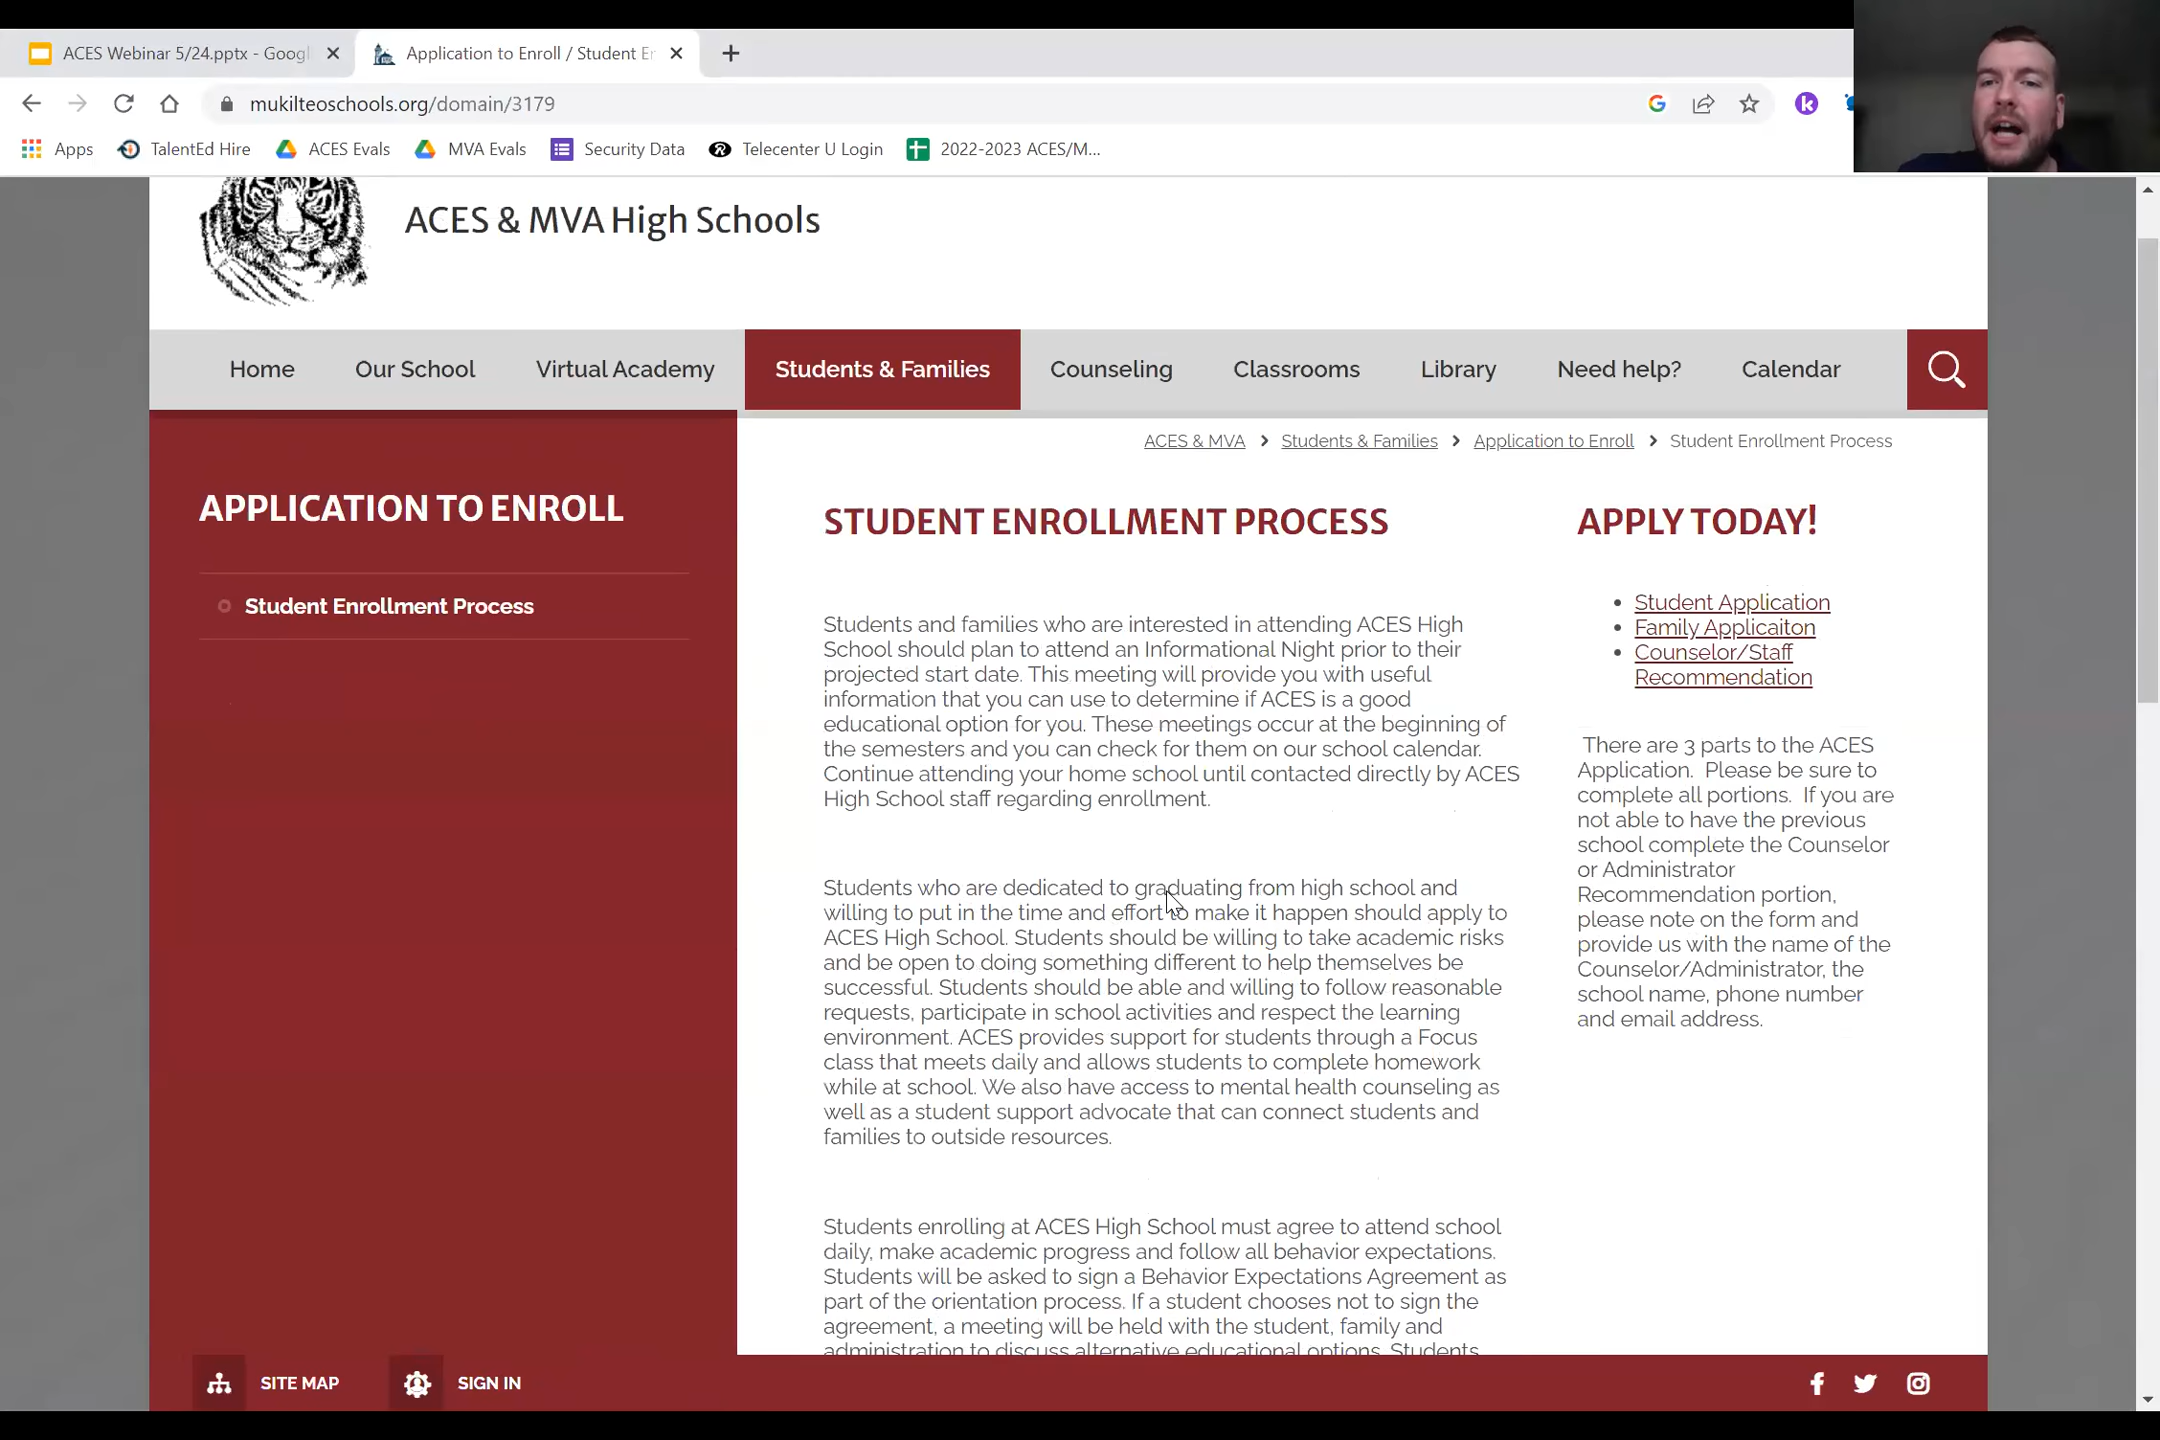 ACES Webinar 5/24.pptx - Googl
Application to Enroll / Student En
mukilteoschools.org/domain/3179
Apps
TalentEd Hire
ACES Evals
MVA Evals
Security Data
Telecenter U Login
2022-2023 ACES/M...
ACES & MVA High Schools
Home
Our School
Virtual Academy
Students & Families
Counseling
Classrooms
Library
Need help?
Calendar
ACES & MVA > Students & Families > Application to Enroll > Student Enrollment Process
APPLICATION TO ENROLL
Student Enrollment Process
STUDENT ENROLLMENT PROCESS
Students and families who are interested in attending ACES High
School should plan to attend an Informational Night prior to their
projected start date. This meeting will provide you with useful
information that you can use to determine if ACES is a good
educational option for you. These meetings occur at the beginning of
the semesters and you can check for them on our school calendar.
Continue attending your home school until contacted directly by ACES
High School staff regarding enrollment.
Students who are dedicated to graduating from high school and
willing to put in the time and effort to make it happen should apply to
ACES High School. Students should be willing to take academic risks
and be open to doing something different to help themselves be
successful. Students should be able and willing to follow reasonable
requests, participate in school activities and respect the learning
environment. ACES provides support for students through a Focus
class that meets daily and allows students to complete homework
while at school. We also have access to mental health counseling as
well as a student support advocate that can connect students and
families to outside resources.
Students enrolling at ACES High School must agree to attend school
daily, make academic progress and follow all behavior expectations.
Students will be asked to sign a Behavior Expectations Agreement as
part of the orientation process. If a student chooses not to sign the
agreement, a meeting will be held with the student, family and
administration to discuss alternative educational options. Students
APPLY TODAY!
Student Application
Family Applicaiton
Counselor/Staff
Recommendation
There are 3 parts to the ACES
Application. Please be sure to
complete all portions. If you are
not able to have the previous
school complete the Counselor
or Administrator
Recommendation portion,
please note on the form and
provide us with the name of the
Counselor/Administrator, the
school name, phone number
and email address.
SITE MAP
SIGN IN